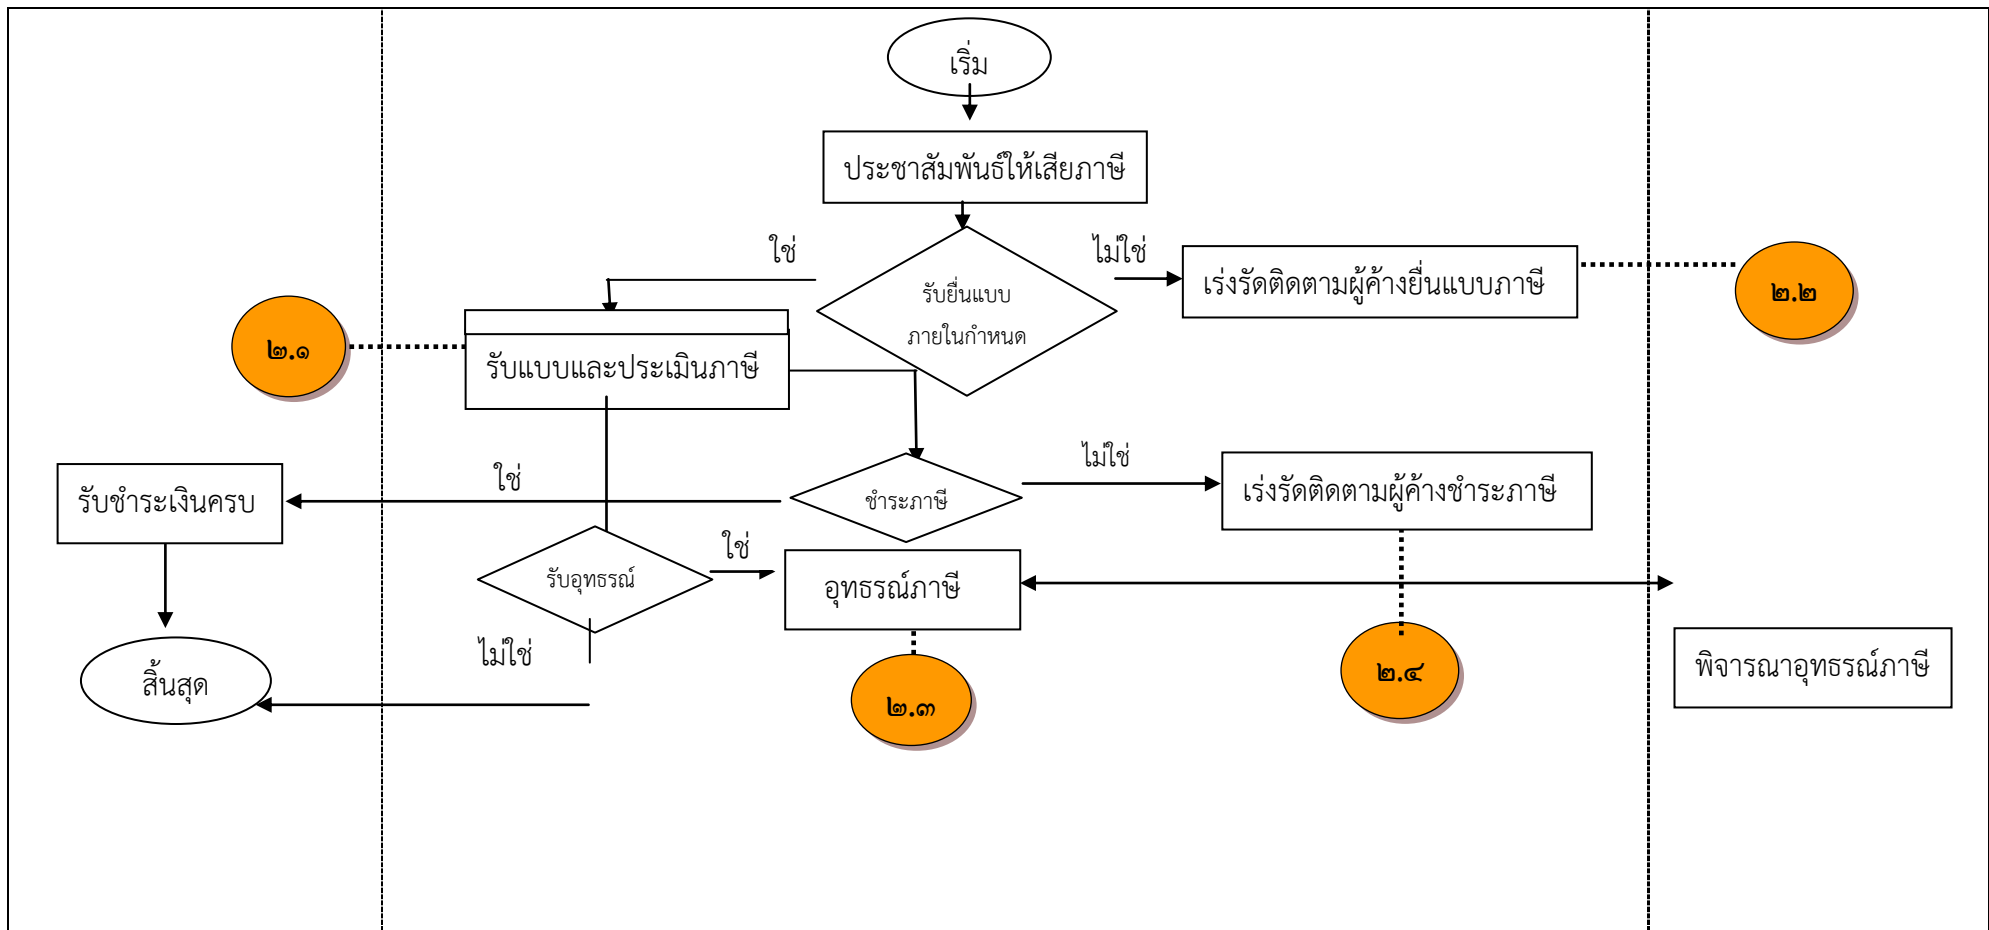 เริ่ม
ประชาสัมพันธ์ให้เสียภาษี
ใช่
ไม่ใช่
รับยื่นแบบ
ภายในกำหนด
เร่งรัดติดตามผู้ค้างยื่นแบบภาษี
๒.๒
๒.๑
รับแบบและประเมินภาษี
ใช่
ไม่ใช่
รับชำระเงินครบ
ชำระภาษี
เร่งรัดติดตามผู้ค้างชำระภาษี
ใช่
รับอุทธรณ์
อุทธรณ์ภาษี
ไม่ใช่
สิ้นสุด
๒.๓
๒.๔
พิจารณาอุทธรณ์ภาษี